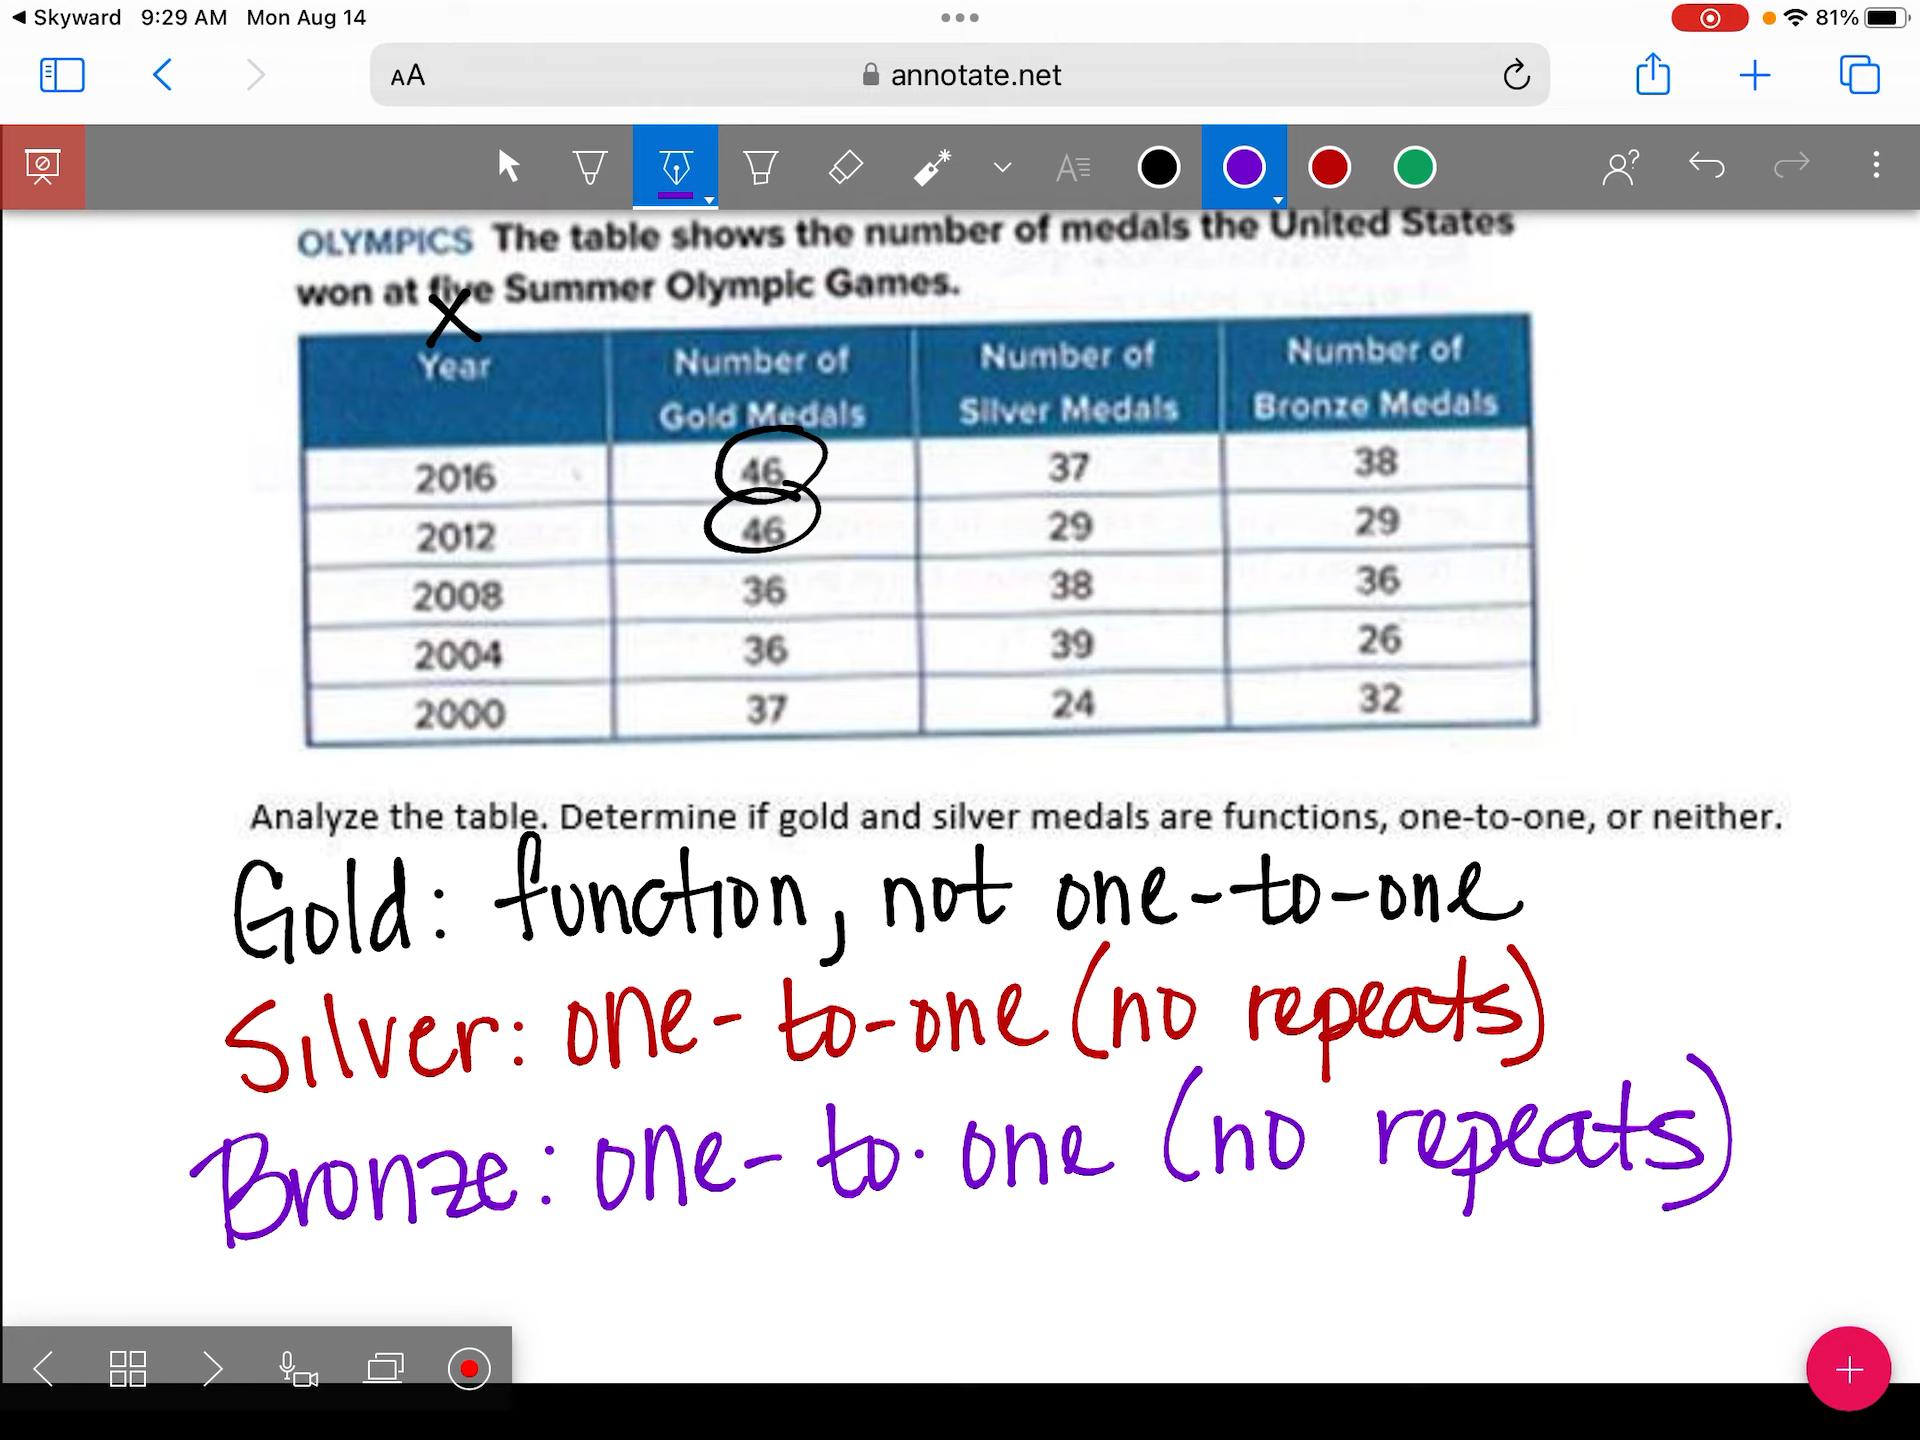 Skyward 9:29 AM Mon Aug 14 81%
AA annotate.net
OLYMPICS The table shows the number of medals the United States
won at five Summer Olympic Games.
X
Year Number of Gold Medals Number of Silver Medals Number of Bronze Medals
2016 46 37 38
2012 46 29 29
2008 36 38 36
2004 36 39 26
2000 37 24 32
Analyze the table. Determine if gold and silver medals are functions, one-to-one, or neither.
Gold: function, not one-to-one
Silver: one-to-one (no repeats)
Bronze: one-to-one (no repeats)